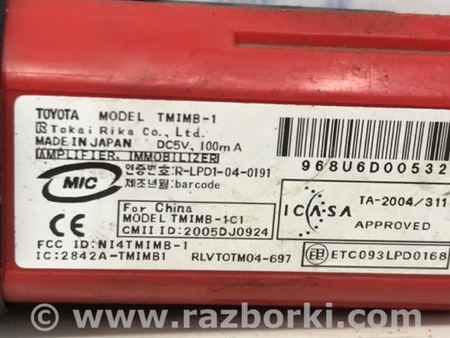 TOYOTA MODEL TMIMB-1
Tokai Rika Co., Ltd.
MADE IN JAPAN DC5V, 100mA
AMPLIFIER, IMMOBILIZER
MIC
인증번호:R-LPD1-04-0191
제조년월:barcode
968U6D00532
For China
MODEL TMIMB-1C1
CMII ID:2005DJ0924
CE
FCC ID:NI4TMIMB-1
IC:2842A-TMIMB1 RLVTOTM04-697
ICASA
TA-2004/311
APPROVED
ETC093LPD0168
© www.razborki.com